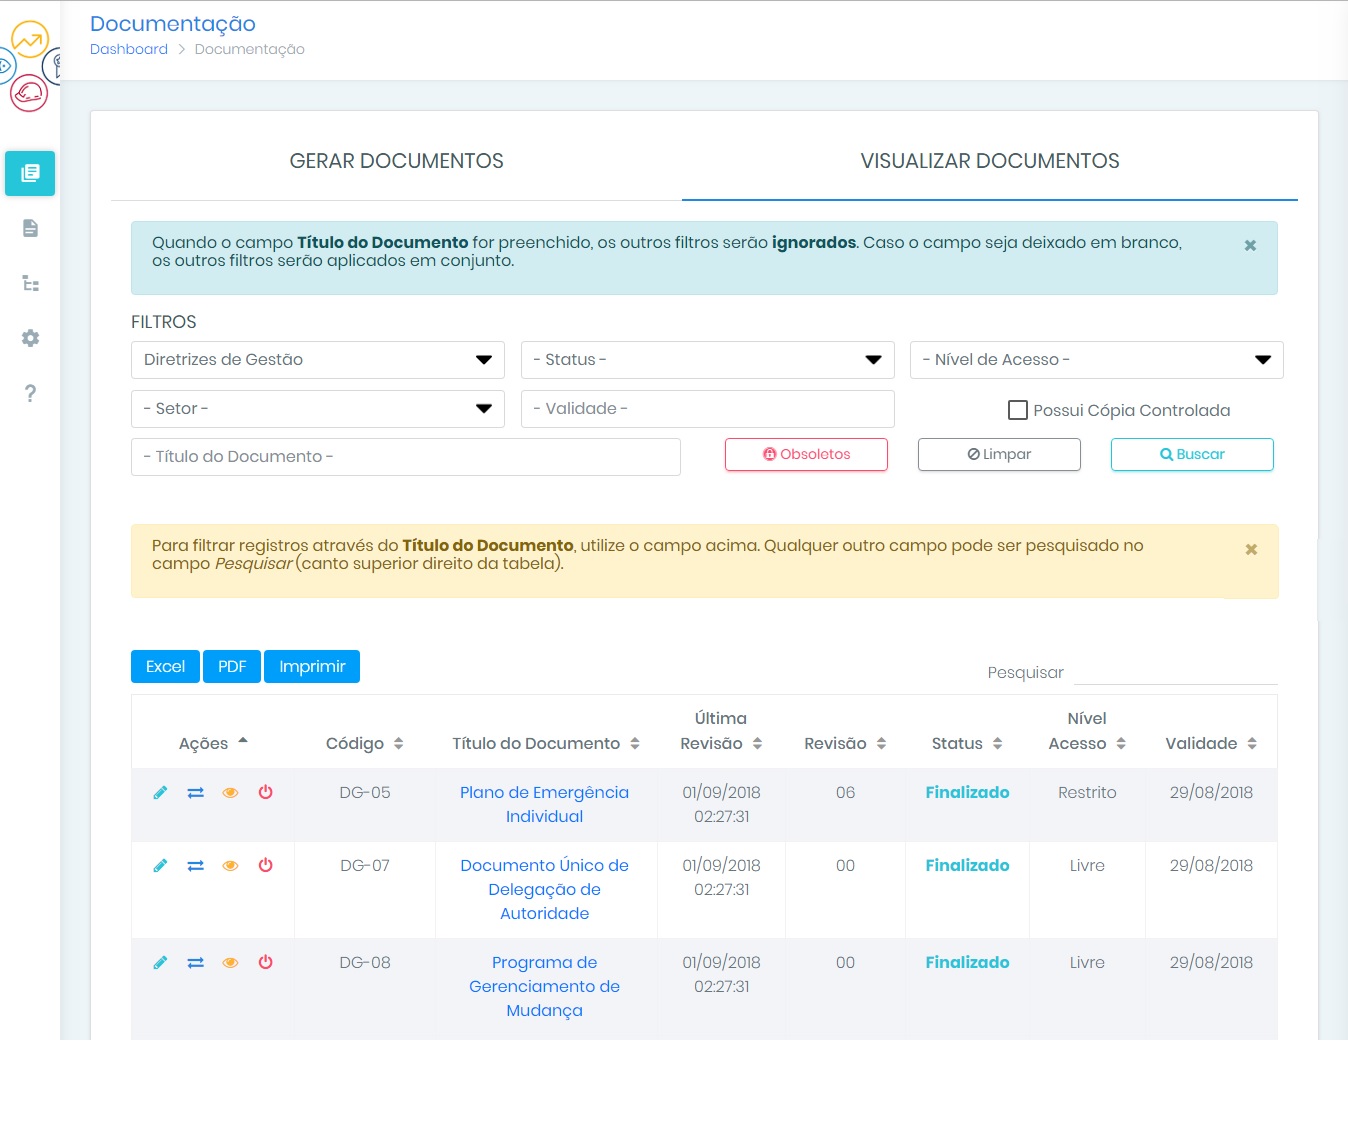 Documentação
Dashboard > Documentação
GERAR DOCUMENTOS
VISUALIZAR DOCUMENTOS
Quando o campo Título do Documento for preenchido, os outros filtros serão ignorados. Caso o campo seja deixado em branco,
os outros filtros serão aplicados em conjunto.
FILTROS
Diretrizes de Gestão
- Status -
- Nível de Acesso -
- Setor -
- Validade -
Possui Cópia Controlada
- Título do Documento -
Obsoletos
Limpar
Buscar
Para filtrar registros através do Título do Documento, utilize o campo acima. Qualquer outro campo pode ser pesquisado no
campo Pesquisar (canto superior direito da tabela).
Excel
PDF
Imprimir
Pesquisar
Ações
Código
Título do Documento
Última
Revisão
Revisão
Status
Nível
Acesso
Validade
DG-05
Plano de Emergência
Individual
01/09/2018
02:27:31
06
Finalizado
Restrito
29/08/2018
DG-07
Documento Único de
Delegação de
Autoridade
01/09/2018
02:27:31
00
Finalizado
Livre
29/08/2018
DG-08
Programa de
Gerenciamento de
Mudança
01/09/2018
02:27:31
00
Finalizado
Livre
29/08/2018